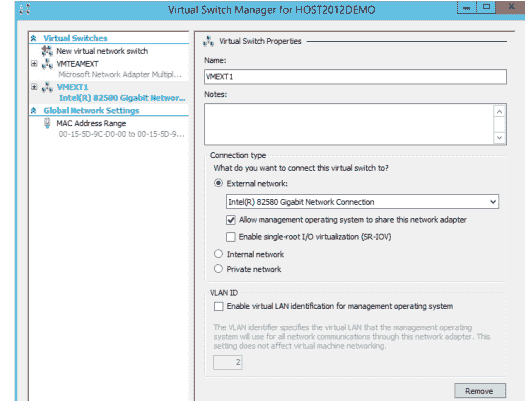 Virtual Switch Manager for HOST2012DEMO
Virtual Switches
New virtual network switch
VMTEAMEXT
Microsoft Network Adapter Multipl...
VMEXT1
Intel(R) 82580 Gigabit Networ...
Global Network Settings
MAC Address Range
00-15-5D-9C-D0-00 to 00-15-5D-9...
Virtual Switch Properties
Name:
VMEXT1
Notes:
Connection type
What do you want to connect this virtual switch to?
External network:
Intel(R) 82580 Gigabit Network Connection
Allow management operating system to share this network adapter
Enable single-root I/O virtualization (SR-IOV)
Internal network
Private network
VLAN ID
Enable virtual LAN identification for management operating system
The VLAN identifier specifies the virtual LAN that the management operating
system will use for all network communications through this network adapter. This
setting does not affect virtual machine networking.
2
Remove